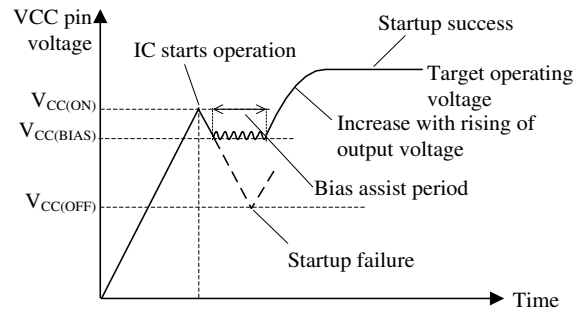 VCC pin
voltage
Startup success
IC starts operation
Target operating
voltage
VCC(ON)
Increase with rising of
output voltage
VCC(BIAS)
Bias assist period
VCC(OFF)
Startup failure
Time